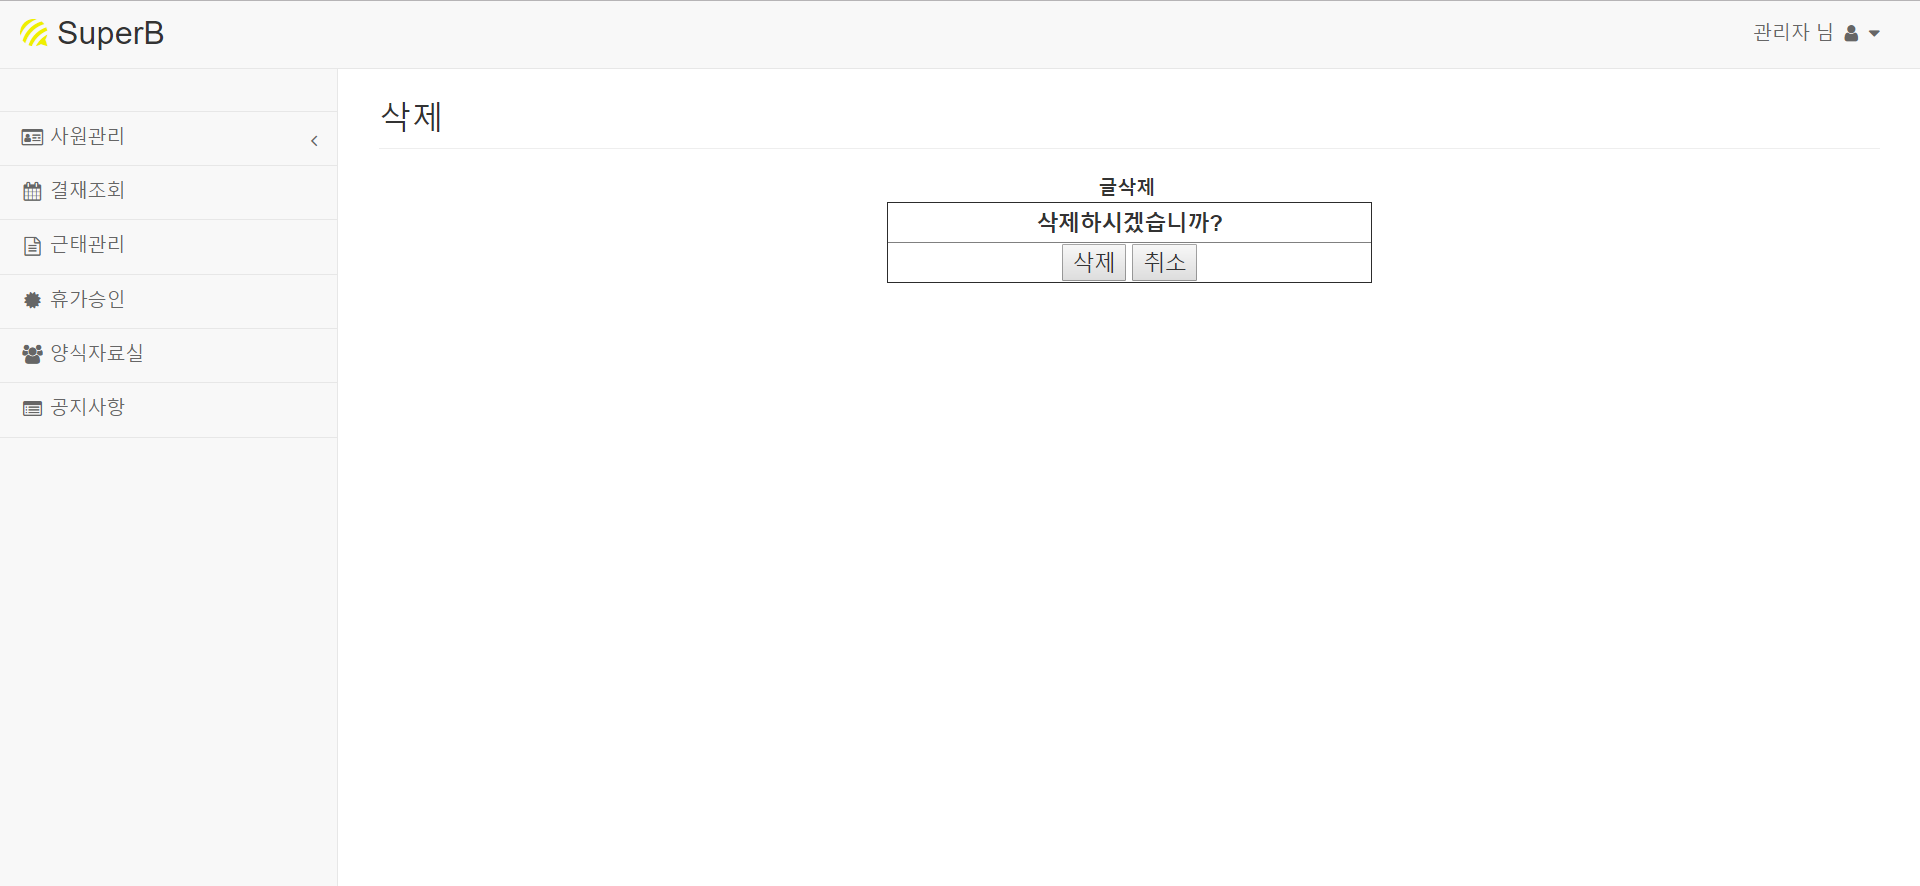 SuperB
관리자 님
사원관리
결재조회
근태관리
휴가승인
양식자료실
공지사항
삭제
글삭제
삭제하시겠습니까?
삭제 취소